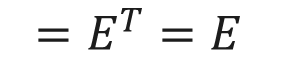 = E^T = E